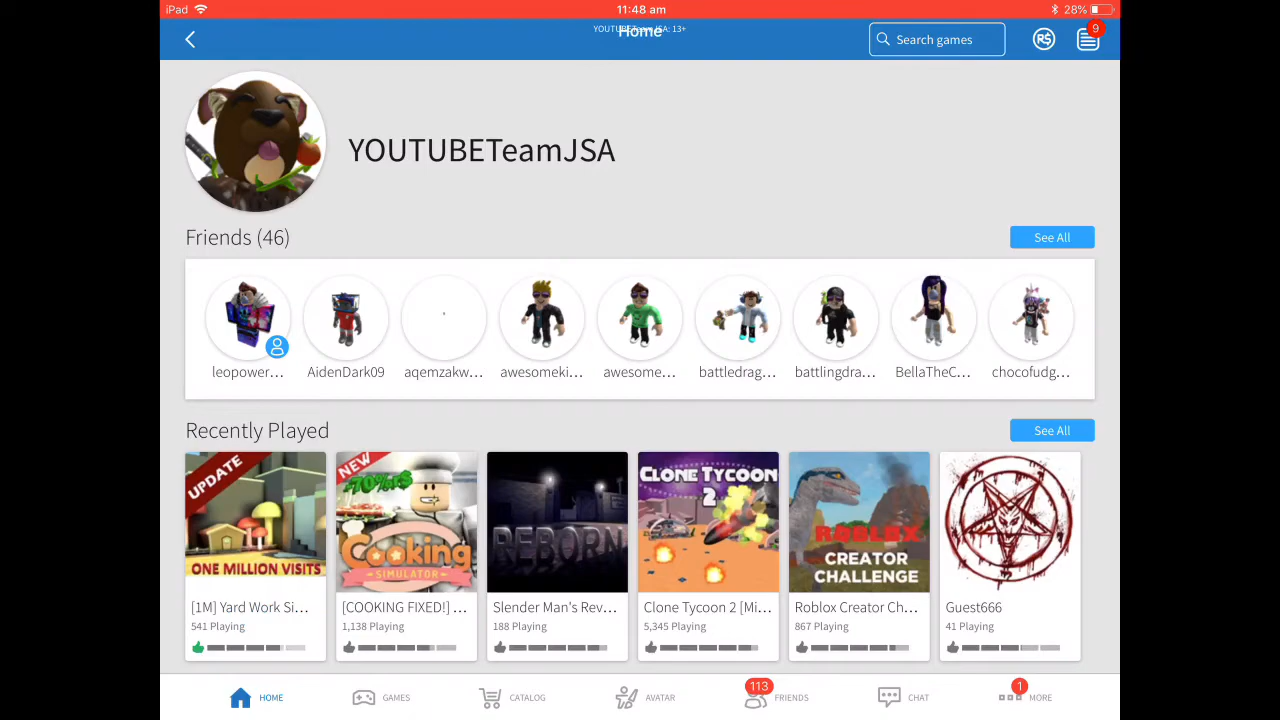 iPad 11:48 am 28%
YOUTUBETeamJSA: 13+
Home
Search games
R$
9
YOUTUBETeamJSA
Friends (46)
See All
leopower... AidenDark09 aqemzakw... awesomeki... awesome... battledrag... battlingdra... BellaTheC... chocofudg...
Recently Played
See All
UPDATE
ONE MILLION VISITS
NEW
Cooking
SIMULATOR
REBORN
CLONE TYCOON
2
ROBLOX
CREATOR
CHALLENGE
[1M] Yard Work Si... [COOKING FIXED!] ... Slender Man's Rev... Clone Tycoon 2 [Mi... Roblox Creator Ch... Guest666
541 Playing 1,138 Playing 188 Playing 5,345 Playing 867 Playing 41 Playing
HOME GAMES CATALOG AVATAR 113 FRIENDS CHAT 1 MORE